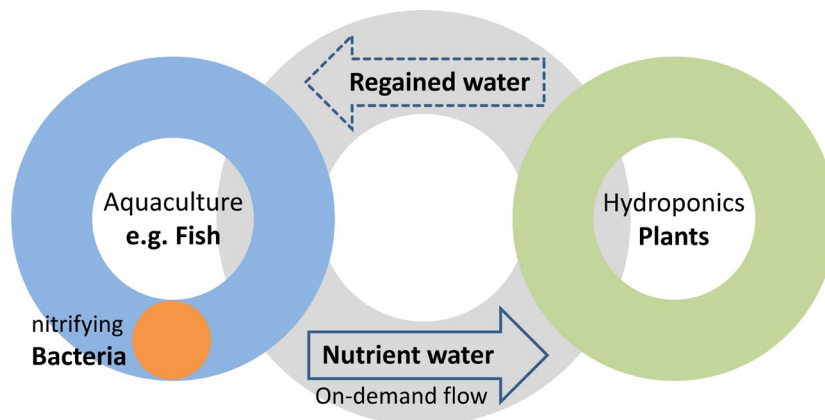 Regained water
Aquaculture
e.g. Fish
Hydroponics
Plants
nitrifying
Bacteria
Nutrient water
On-demand flow